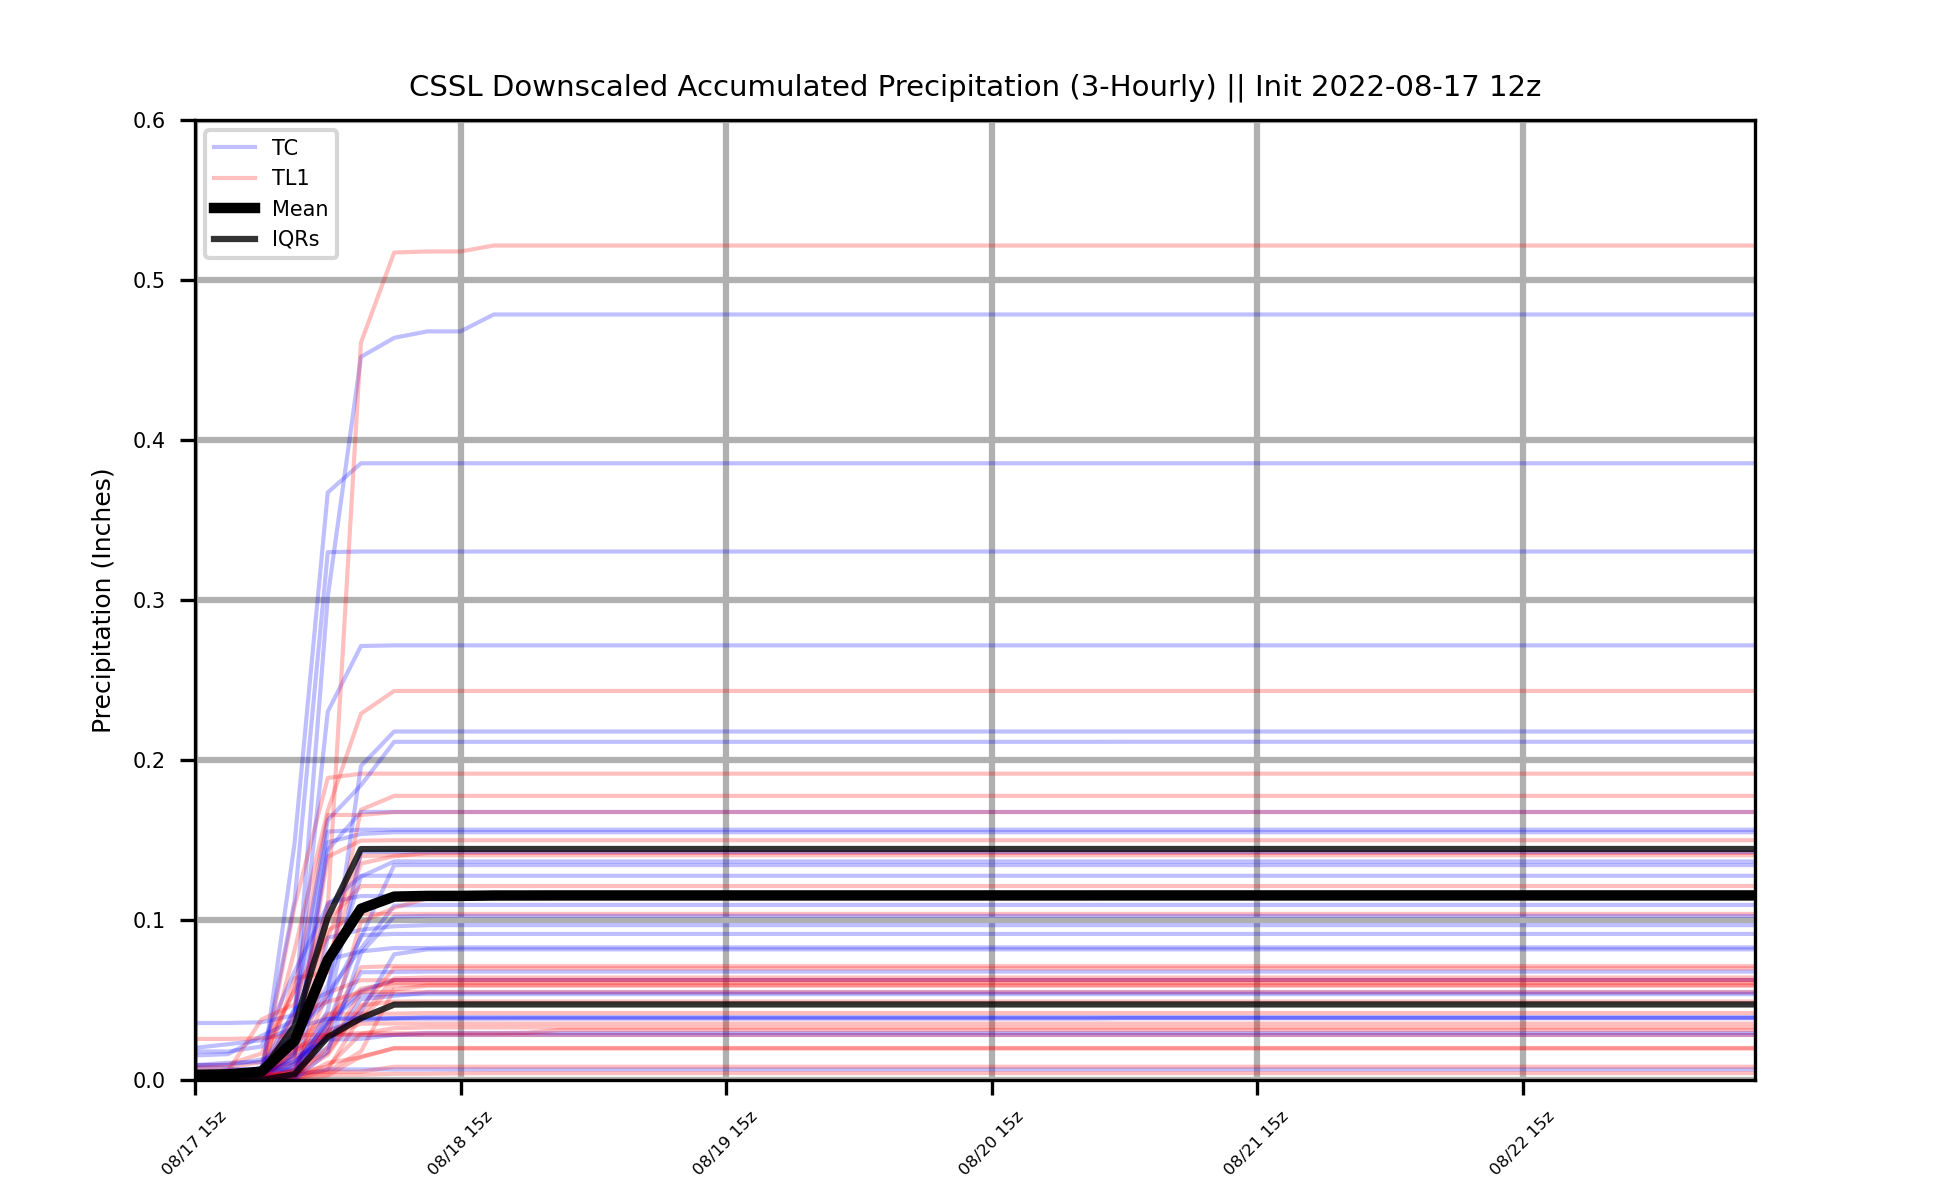 CSSL Downscaled Accumulated Precipitation (3-Hourly) || Init 2022-08-17 12z
TC
TL1
Mean
IQRs
Precipitation (Inches)
0.6
0.5
0.4
0.3
0.2
0.1
0.0
08/17 15z
08/18 15z
08/19 15z
08/20 15z
08/21 15z
08/22 15z